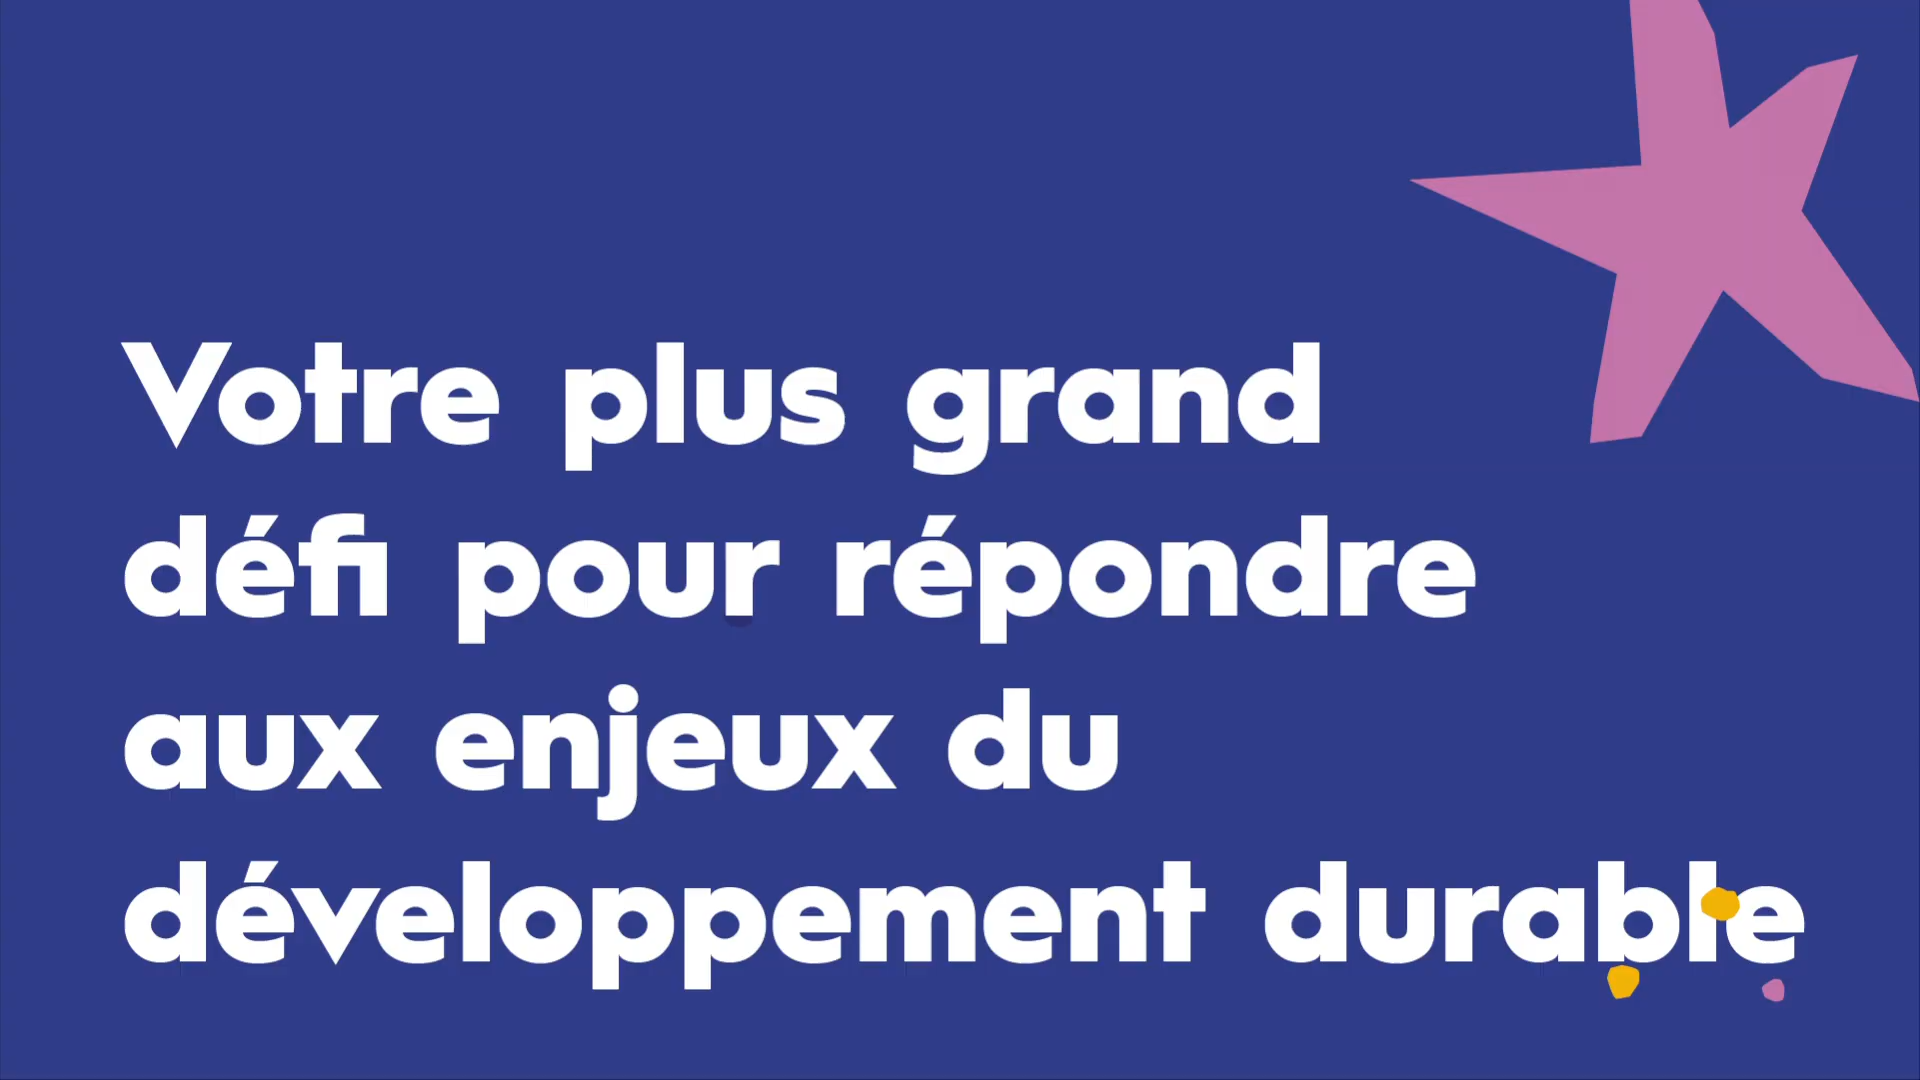 Votre plus grand
défi pour répondre
aux enjeux du
développement durable